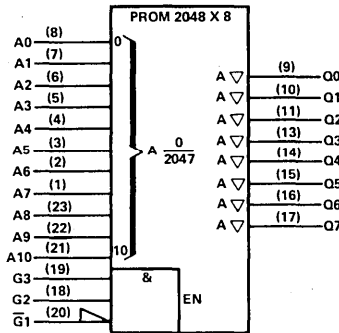 PROM 2048 X 8
A0 (8) 0
A1 (7)
A2 (6)
A3 (5)
A4 (4)
A5 (3)
A6 (2)
A7 (1)
A8 (23)
A9 (22)
A10 (21) 10
G3 (19) &
G2 (18) EN
G̅1 (20)
A 0
2047
A ▽ (9) Q0
A ▽ (10) Q1
A ▽ (11) Q2
A ▽ (13) Q3
A ▽ (14) Q4
A ▽ (15) Q5
A ▽ (16) Q6
A ▽ (17) Q7